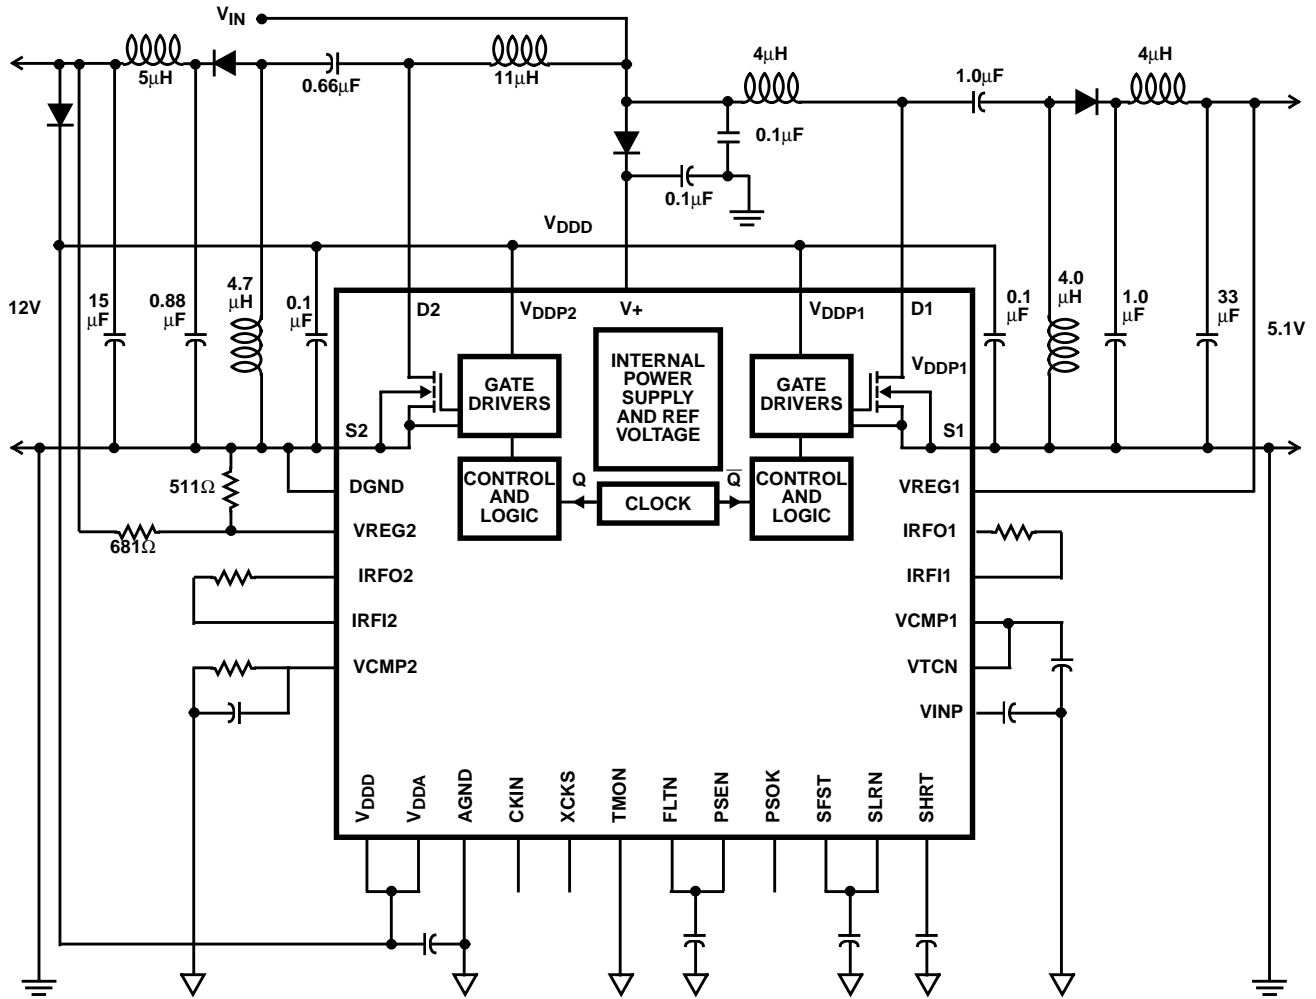 VIN
5μH
0.66μF
11μH
4μH
1.0μF
4μH
0.1μF
0.1μF
VDDD
12V
15
μF
0.88
μF
4.7
μH
0.1
μF
D2
VDDP2
V+
VDDP1
D1
0.1
μF
4.0
μH
1.0
μF
33
μF
5.1V
GATE
DRIVERS
INTERNAL
POWER
SUPPLY
AND REF
VOLTAGE
GATE
DRIVERS
VDDP1
S2
S1
CONTROL
AND
LOGIC
Q
CLOCK
Q̅
CONTROL
AND
LOGIC
511Ω
681Ω
DGND
VREG2
IRFO2
IRFI2
VCMP2
VREG1
IRFO1
IRFI1
VCMP1
VTCN
VINP
VDDD
VDDA
AGND
CKIN
XCKS
TMON
FLTN
PSEN
PSOK
SFST
SLRN
SHRT